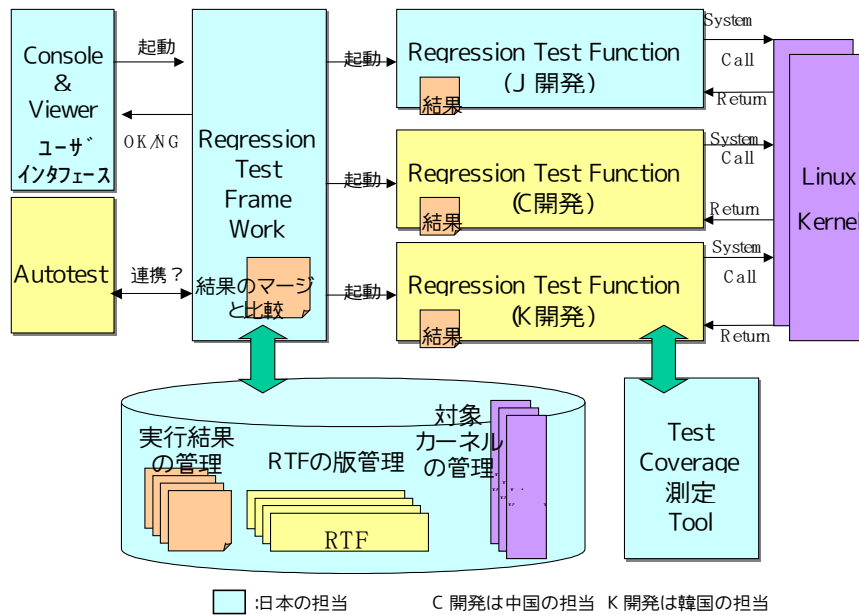 Console
&
Viewer
ユーザ
インタフェース
起動
OK/NG
Autotest
連携？
Regression
Test
Frame
Work
結果のマージ
と比較
起動
Regression Test Function
(J 開発)
結果
System
Call
Return
起動
Regression Test Function
(C開発)
結果
System
Call
Return
起動
Regression Test Function
(K開発)
結果
System
Call
Return
Linux
Kernel
実行結果
の管理
RTFの版管理
RTF
対象
カーネル
の管理
Test
Coverage
測定
Tool
:日本の担当
C 開発は中国の担当
K 開発は韓国の担当